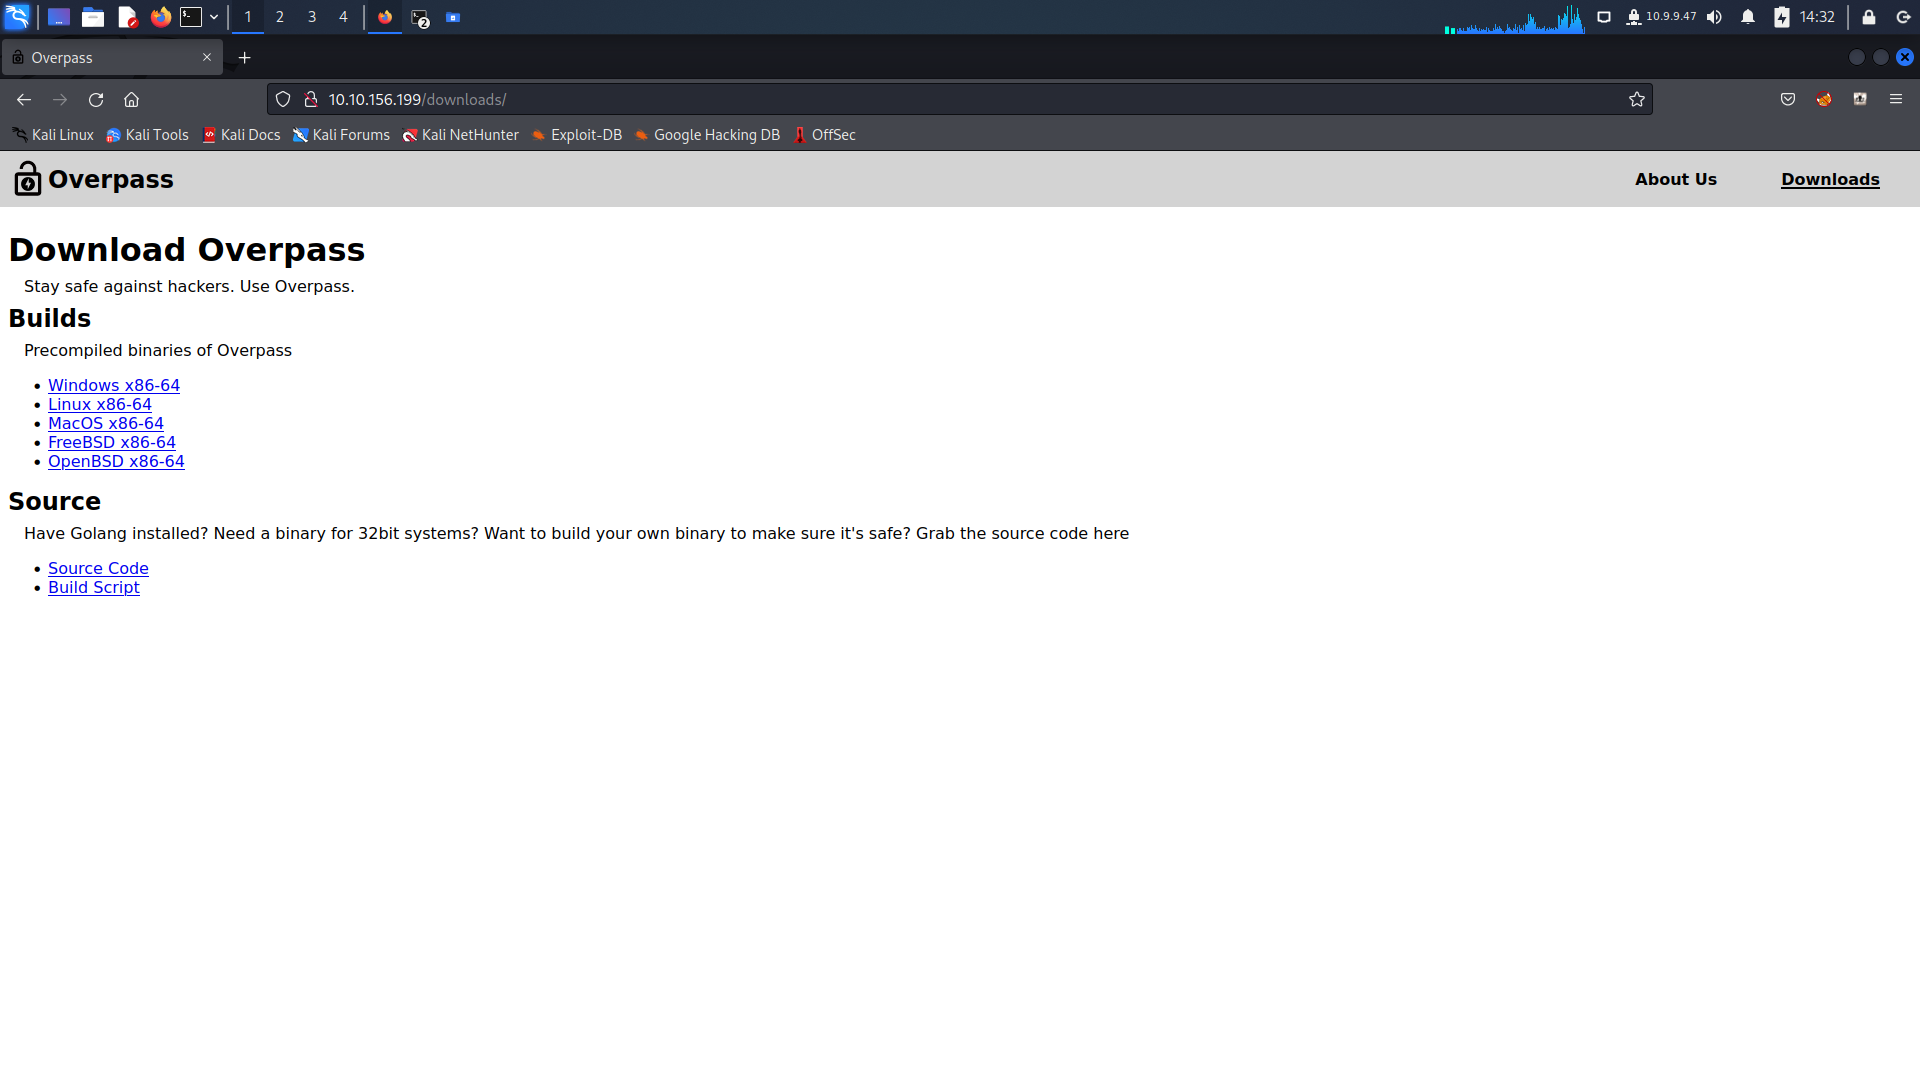 1 2 3 4 2 10.9.9.47 14:32
Overpass
10.10.156.199/downloads/
Kali Linux Kali Tools Kali Docs Kali Forums Kali NetHunter Exploit-DB Google Hacking DB OffSec
Overpass About Us Downloads
Download Overpass
Stay safe against hackers. Use Overpass.
Builds
Precompiled binaries of Overpass
• Windows x86-64
• Linux x86-64
• MacOS x86-64
• FreeBSD x86-64
• OpenBSD x86-64
Source
Have Golang installed? Need a binary for 32bit systems? Want to build your own binary to make sure it's safe? Grab the source code here
• Source Code
• Build Script